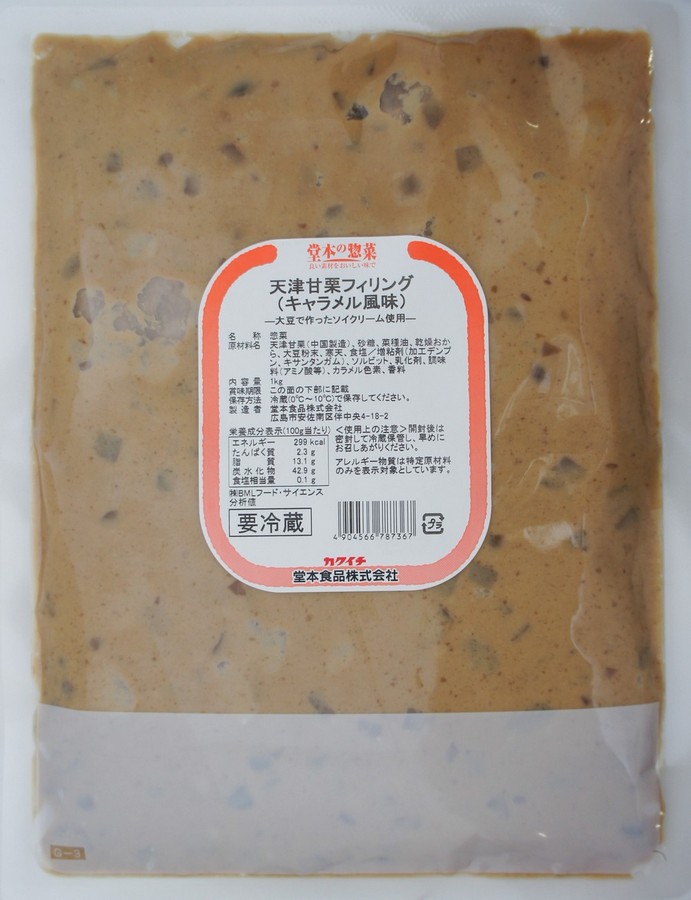 堂本の惣菜
良い素材をおいしい味で
天津甘栗フィリング
（キャラメル風味）
―大豆で作ったソイクリーム使用―
名称 惣菜
原材料名 天津甘栗（中国製造）、砂糖、菜種油、乾燥おか
ら、大豆粉末、寒天、食塩／増粘剤（加工デンプ
ン、キサンタンガム）、ソルビット、乳化剤、調味
料（アミノ酸等）、カラメル色素、香料
内容量 1kg
賞味期限 この面の下部に記載
保存方法 冷蔵（0℃～10℃）で保存してください。
製造者 堂本食品株式会社
広島市安佐南区伴中央4-18-2
栄養成分表示（100g当たり）
エネルギー 299 kcal
たんぱく質 2.3 g
脂質 13.1 g
炭水化物 42.9 g
食塩相当量 0.1 g
㈱BMLフード・サイエンス
分析値
＜使用上の注意＞開封後は
密封して冷蔵保管し、早めに
お召しあがりください。
アレルギー物質は特定原材料
のみを表示対象としています。
要冷蔵
4 904566 787367
プラ
カクイチ
堂本食品株式会社
G-3